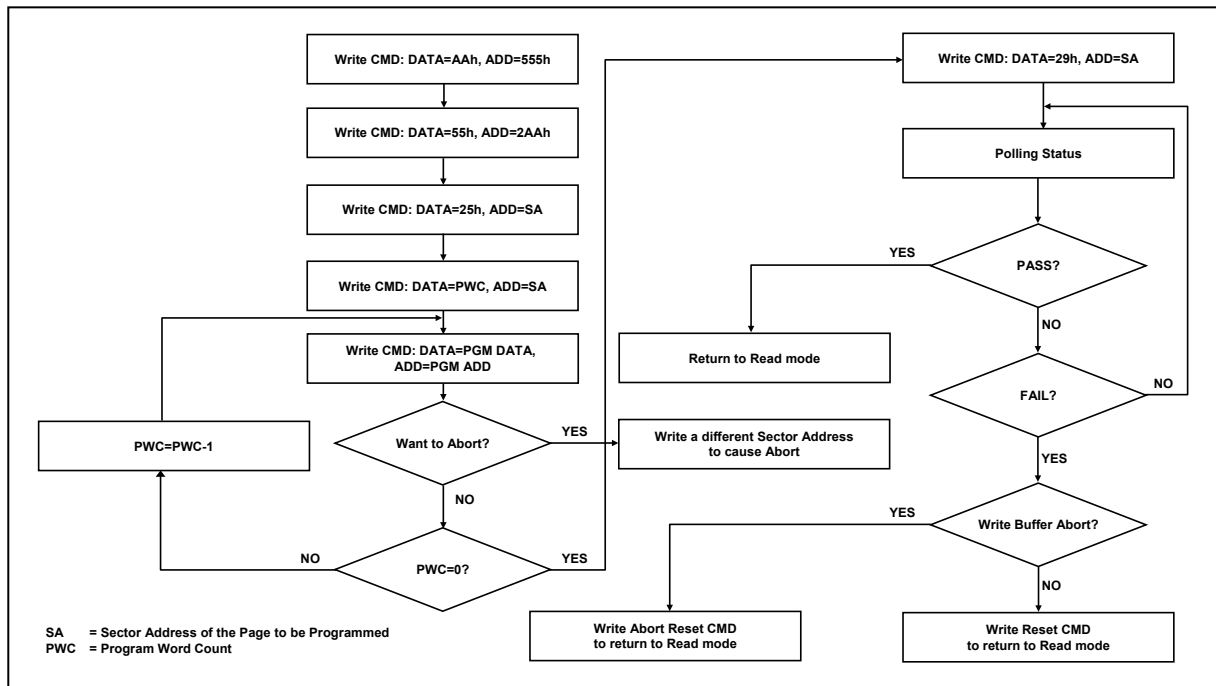 Write CMD: DATA=AAh, ADD=555h
Write CMD: DATA=55h, ADD=2AAh
Write CMD: DATA=25h, ADD=SA
Write CMD: DATA=PWC, ADD=SA
Write CMD: DATA=PGM DATA,
ADD=PGM ADD
PWC=PWC-1
Want to Abort?
YES
Write a different Sector Address
to cause Abort
NO
NO
PWC=0?
YES
SA = Sector Address of the Page to be Programmed
PWC = Program Word Count
Write CMD: DATA=29h, ADD=SA
Polling Status
YES
PASS?
NO
Return to Read mode
FAIL?
NO
YES
YES
Write Buffer Abort?
NO
Write Abort Reset CMD
to return to Read mode
Write Reset CMD
to return to Read mode